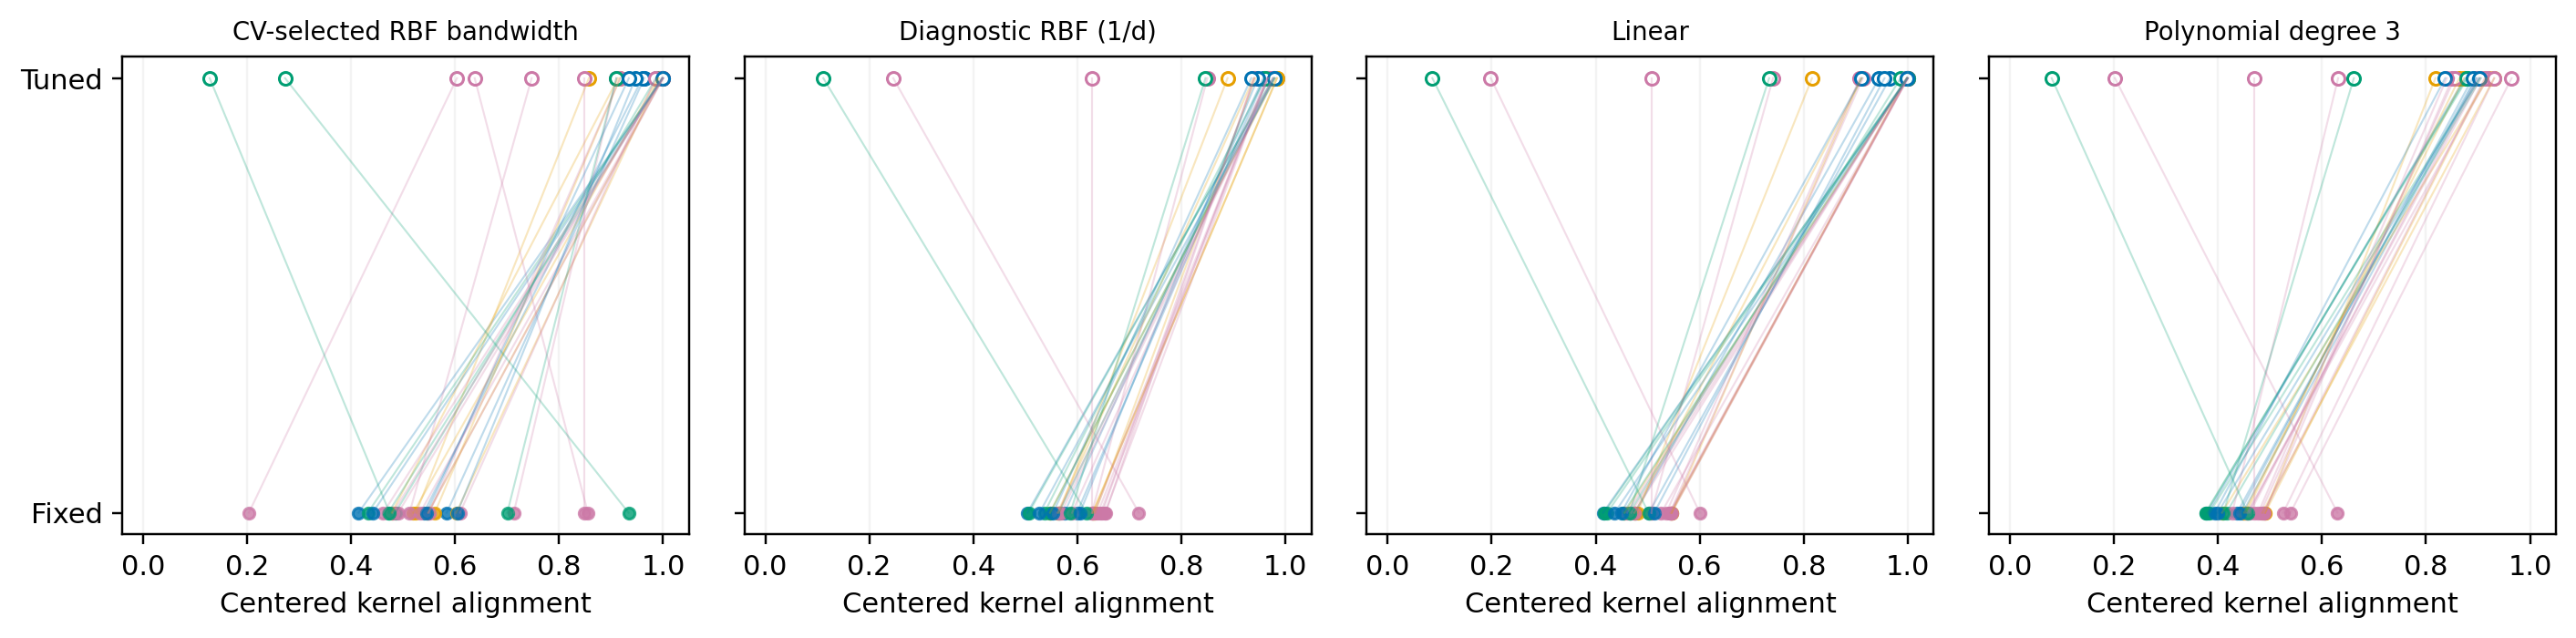 CV-selected RBF bandwidth
Diagnostic RBF (1/d)
Linear
Polynomial degree 3
Tuned
Fixed
0.0 0.2 0.4 0.6 0.8 1.0
0.0 0.2 0.4 0.6 0.8 1.0
0.0 0.2 0.4 0.6 0.8 1.0
0.0 0.2 0.4 0.6 0.8 1.0
Centered kernel alignment
Centered kernel alignment
Centered kernel alignment
Centered kernel alignment